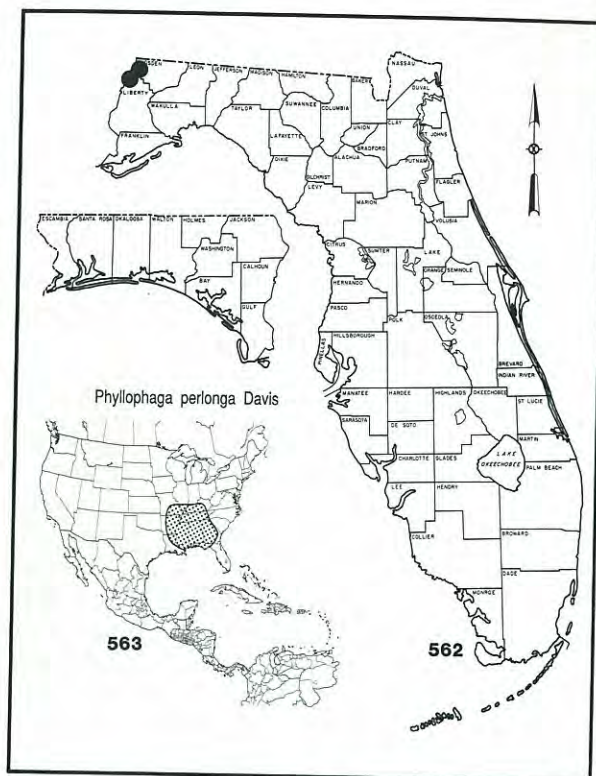 NASSAU
SDEN
LEON
JEFFERSON
MADISON
HAMILTON
BAKER
DUVAL
LIBERTY
WAKULLA
TAYLOR
SUWANNEE
COLUMBIA
UNION
CLAY
ST JOHNS
FRANKLIN
LAFAYETTE
BRADFORD
DIXIE
GILCHRIST
ALACHUA
PUTNAM
LEVY
FLAGLER
MARION
VOLUSIA
ESCAMBIA
SANTA ROSA
OKALOOSA
WALTON
HOLMES
JACKSON
WASHINGTON
BAY
CALHOUN
GULF
CITRUS
SUMTER
LAKE
ORANGE
SEMINOLE
HERNANDO
PASCO
POLK
OSCEOLA
PINELLAS
HILLSBOROUGH
BREVARD
INDIAN RIVER
Phyllophaga perlonga Davis
MANATEE
HARDEE
HIGHLANDS
OKEECHOBEE
ST LUCIE
SARASOTA
DE SOTO
MARTIN
CHARLOTTE
GLADES
LAKE
OKEECHOBEE
PALM BEACH
LEE
HENDRY
COLLIER
BROWARD
DADE
MONROE
563
562